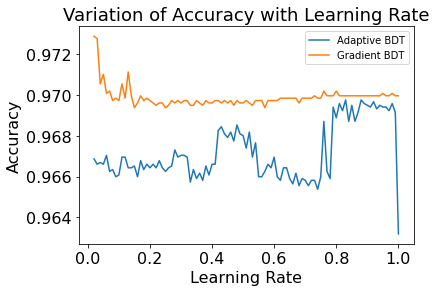 Variation of Accuracy with Learning Rate
Adaptive BDT
Gradient BDT
Accuracy
0.972
0.970
0.968
0.966
0.964
0.0 0.2 0.4 0.6 0.8 1.0
Learning Rate